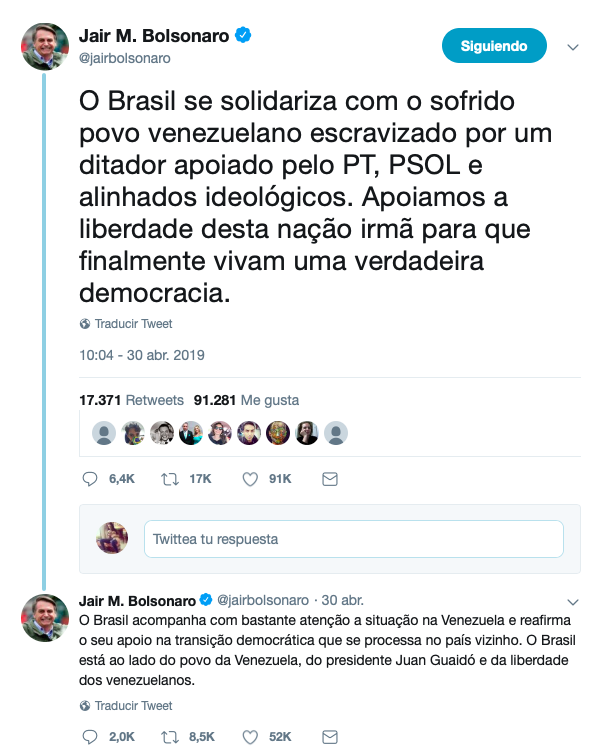 Jair M. Bolsonaro
@jairbolsonaro
Siguiendo
O Brasil se solidariza com o sofrido
povo venezuelano escravizado por um
ditador apoiado pelo PT, PSOL e
alinhados ideológicos. Apoiamos a
liberdade desta nação irmã para que
finalmente vivam uma verdadeira
democracia.
Traducir Tweet
10:04 - 30 abr. 2019
17.371 Retweets 91.281 Me gusta
6,4K 17K 91K
Twittea tu respuesta
Jair M. Bolsonaro @jairbolsonaro · 30 abr.
O Brasil acompanha com bastante atenção a situação na Venezuela e reafirma
o seu apoio na transição democrática que se processa no país vizinho. O Brasil
está ao lado do povo da Venezuela, do presidente Juan Guaidó e da liberdade
dos venezuelanos.
Traducir Tweet
2,0K 8,5K 52K